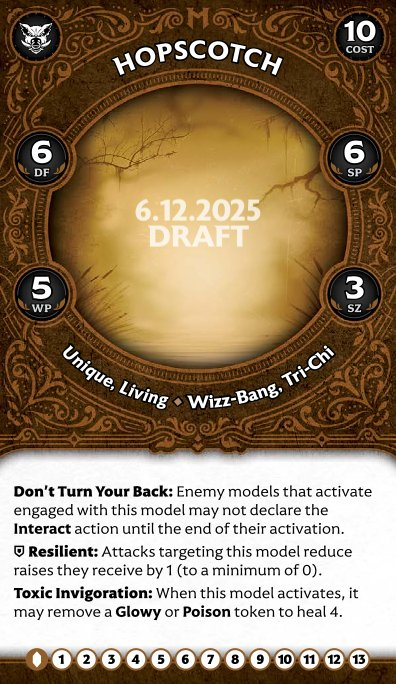 HOPSCOTCH
10
COST
6
DF
6
SP
6.12.2025
DRAFT
5
WP
3
SZ
Unique, Living ◆ Wizz-Bang, Tri-Chi
Don't Turn Your Back: Enemy models that activate
engaged with this model may not declare the
Interact action until the end of their activation.
Resilient: Attacks targeting this model reduce
raises they receive by 1 (to a minimum of 0).
Toxic Invigoration: When this model activates, it
may remove a Glowy or Poison token to heal 4.
1 2 3 4 5 6 7 8 9 10 11 12 13